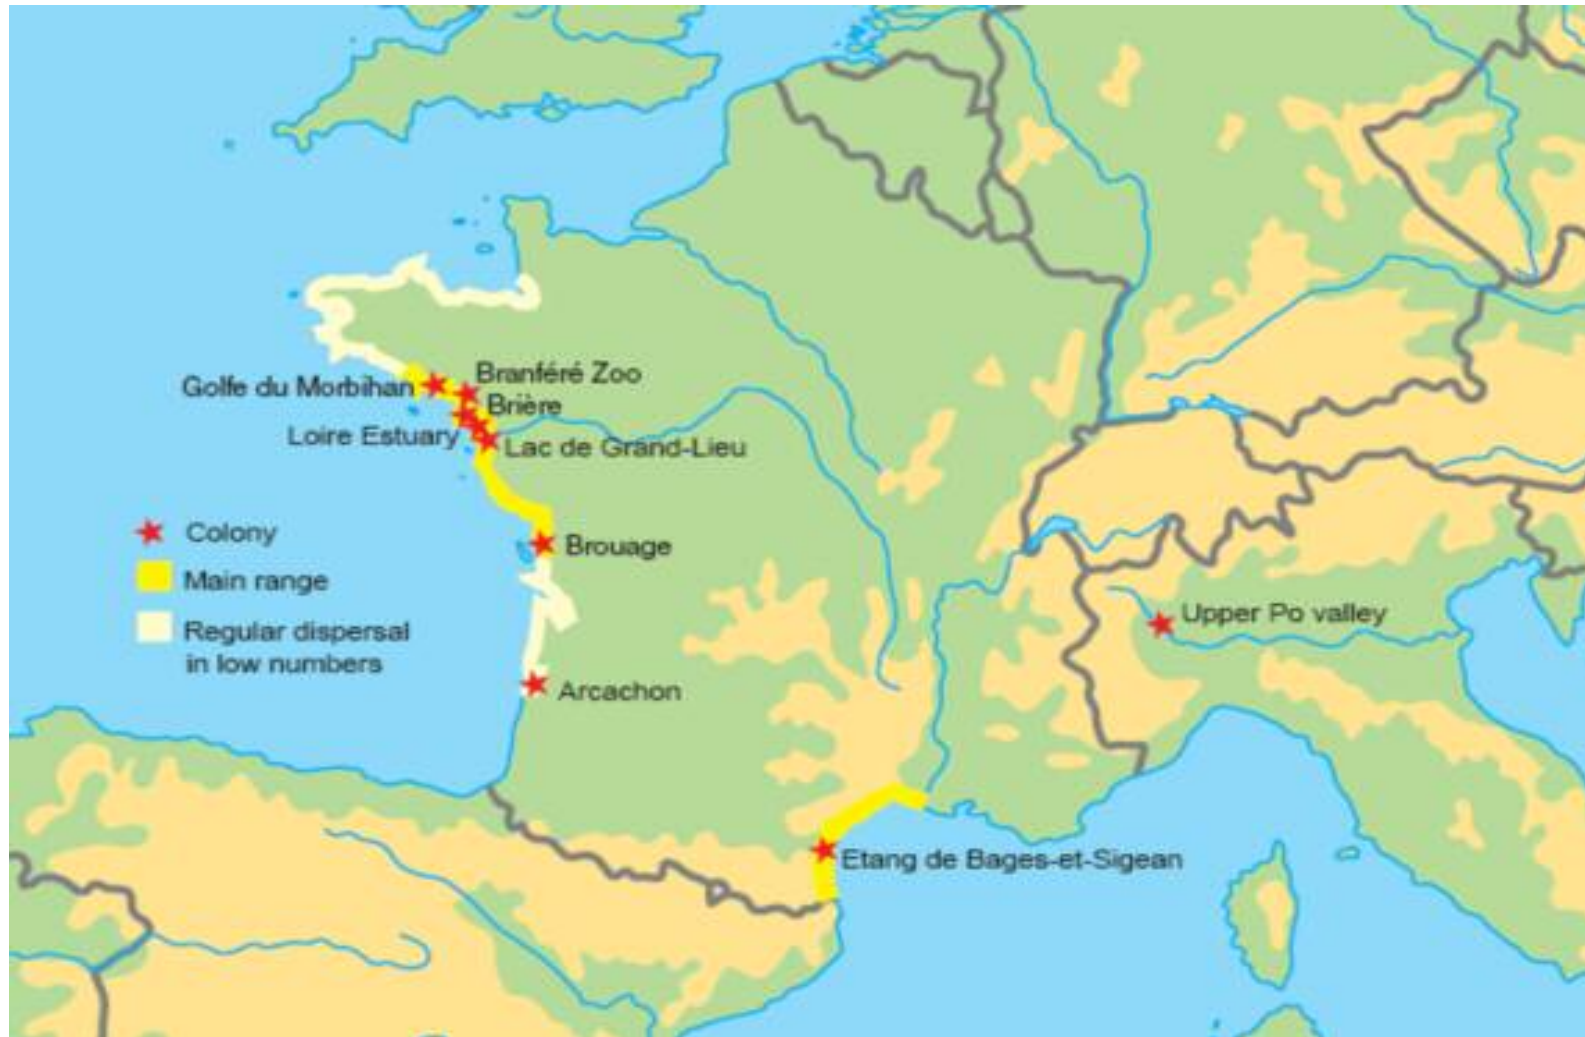 Branféré Zoo
Golfe du Morbihan
Brière
Loire Estuary
Lac de Grand-Lieu
Colony
Brouage
Main range
Upper Po valley
Regular dispersal
in low numbers
Arcachon
Etang de Bages-et-Sigean